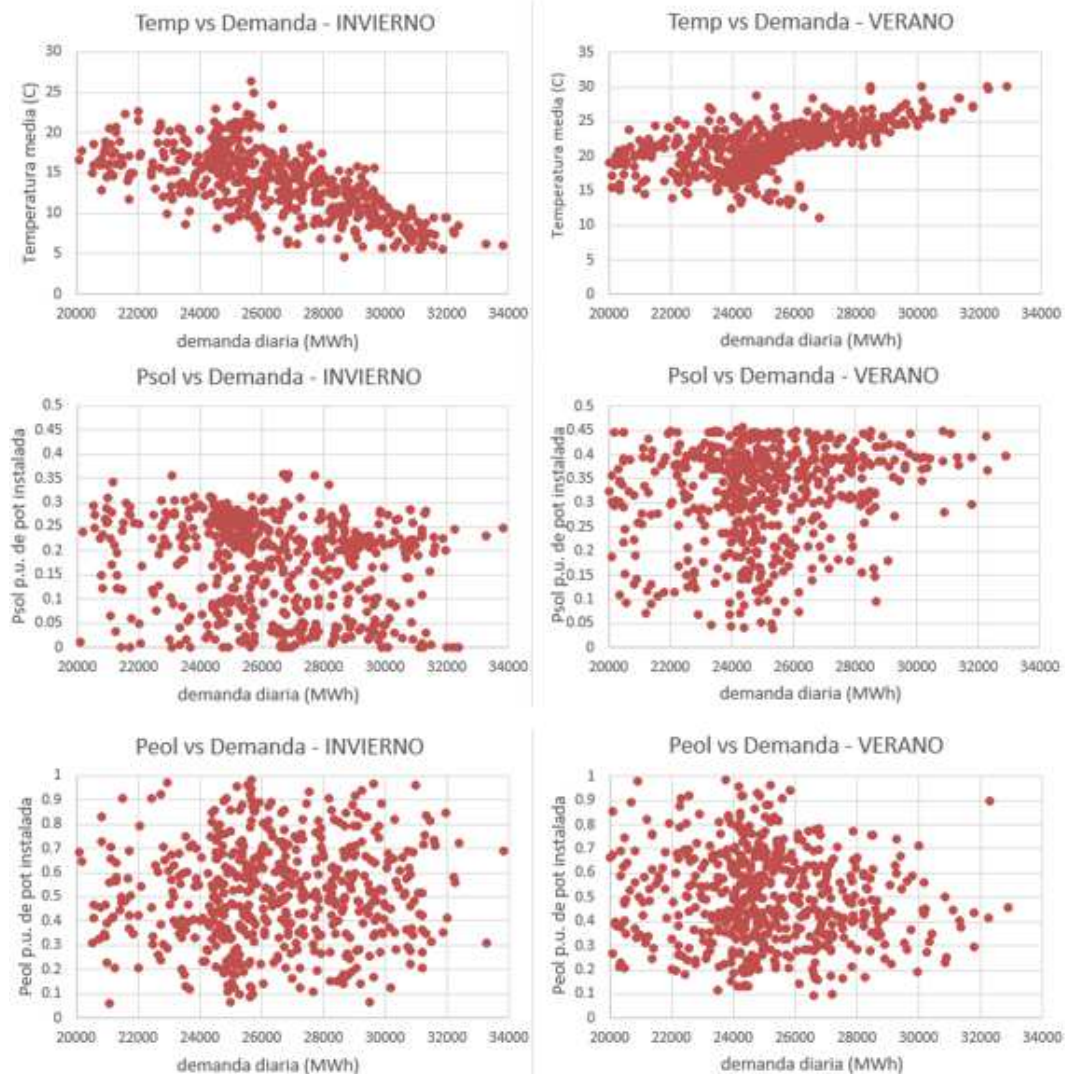 Temp vs Demanda - INVIERNO
Temperatura media (C)
30
25
20
15
10
5
0
20000 22000 24000 26000 28000 30000 32000 34000
demanda diaria (MWh)
Temp vs Demanda - VERANO
Temperatura media (C)
35
30
25
20
15
10
5
0
20000 22000 24000 26000 28000 30000 32000 34000
demanda diaria (MWh)
Psol vs Demanda - INVIERNO
Psol p.u. de pot instalada
0.5
0.45
0.4
0.35
0.3
0.25
0.2
0.15
0.1
0.05
0
20000 22000 24000 26000 28000 30000 32000 34000
demanda diaria (MWh)
Psol vs Demanda - VERANO
Psol p.u. de pot instalada
0.5
0.45
0.4
0.35
0.3
0.25
0.2
0.15
0.1
0.05
0
20000 22000 24000 26000 28000 30000 32000 34000
demanda diaria (MWh)
Peol vs Demanda - INVIERNO
Peol p.u. de pot instalada
1
0.9
0.8
0.7
0.6
0.5
0.4
0.3
0.2
0.1
0
20000 22000 24000 26000 28000 30000 32000 34000
demanda diaria (MWh)
Peol vs Demanda - VERANO
Peol p.u. de pot instalada
1
0.9
0.8
0.7
0.6
0.5
0.4
0.3
0.2
0.1
0
20000 22000 24000 26000 28000 30000 32000 34000
demanda diaria (MWh)